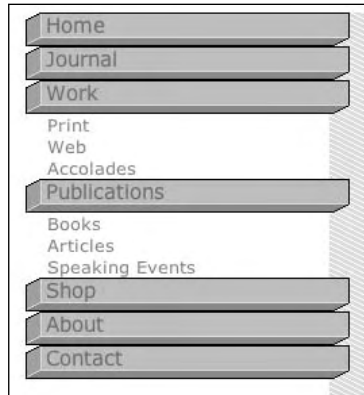 Home
Journal
Work
Print
Web
Accolades
Publications
Books
Articles
Speaking Events
Shop
About
Contact